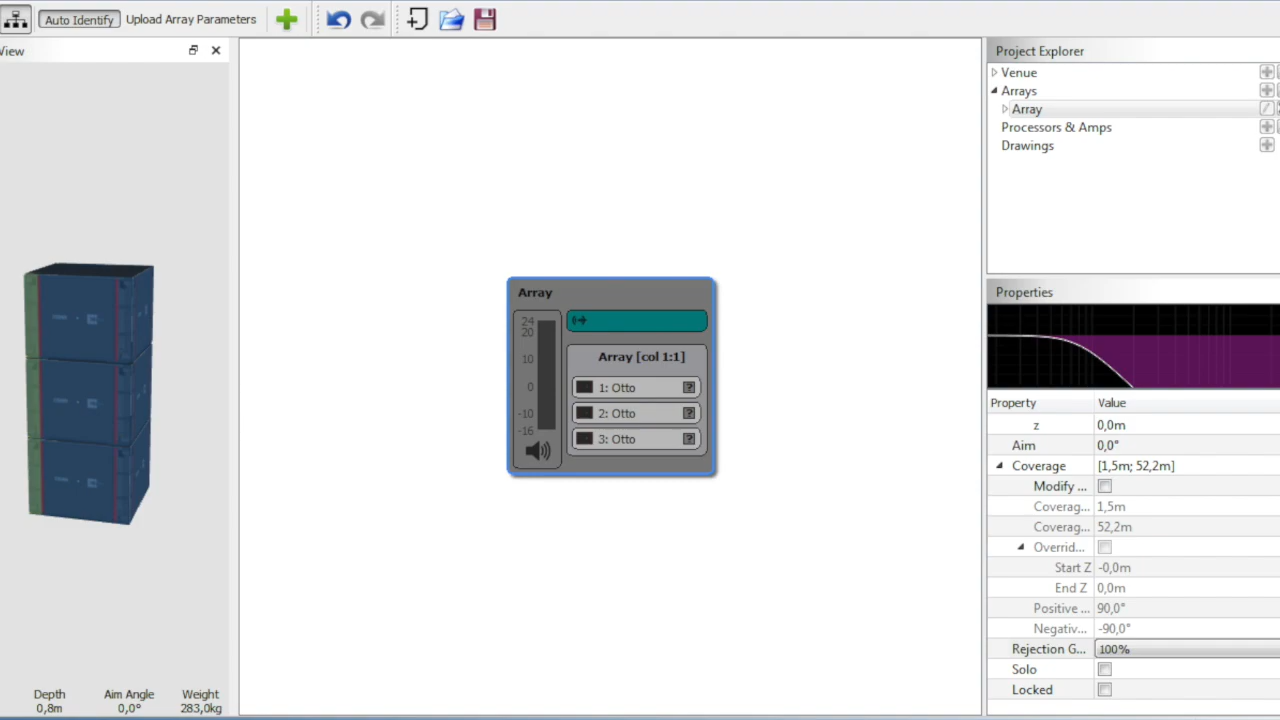 Auto Identify Upload Array Parameters
View
Array
24
20
10
0
-10
-16
Array [col 1:1]
1: Otto ?
2: Otto ?
3: Otto ?
Depth Aim Angle Weight
0,8m 0,0° 283,0kg
Project Explorer
Venue
Arrays
Array
Processors & Amps
Drawings
Properties
Property Value
z 0,0m
Aim 0,0°
Coverage [1,5m; 52,2m]
Modify ...
Coverag... 1,5m
Coverag... 52,2m
Overrid...
Start Z -0,0m
End Z 0,0m
Positive ... 90,0°
Negativ... -90,0°
Rejection G... 100%
Solo
Locked